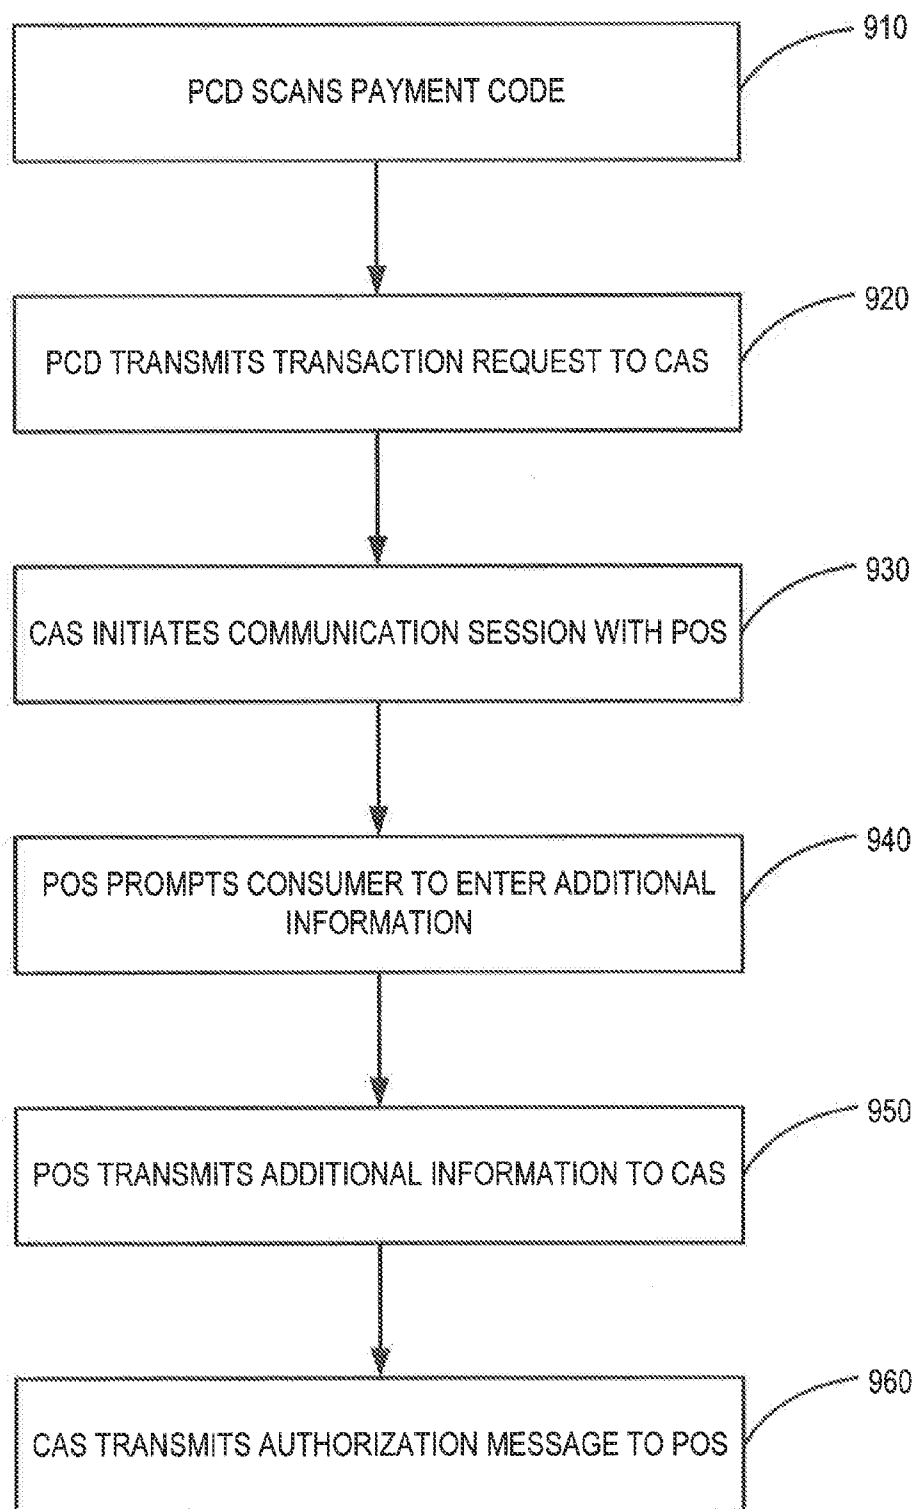 910
PCD SCANS PAYMENT CODE
920
PCD TRANSMITS TRANSACTION REQUEST TO CAS
930
CAS INITIATES COMMUNICATION SESSION WITH POS
940
POS PROMPTS CONSUMER TO ENTER ADDITIONAL
INFORMATION
950
POS TRANSMITS ADDITIONAL INFORMATION TO CAS
960
CAS TRANSMITS AUTHORIZATION MESSAGE TO POS